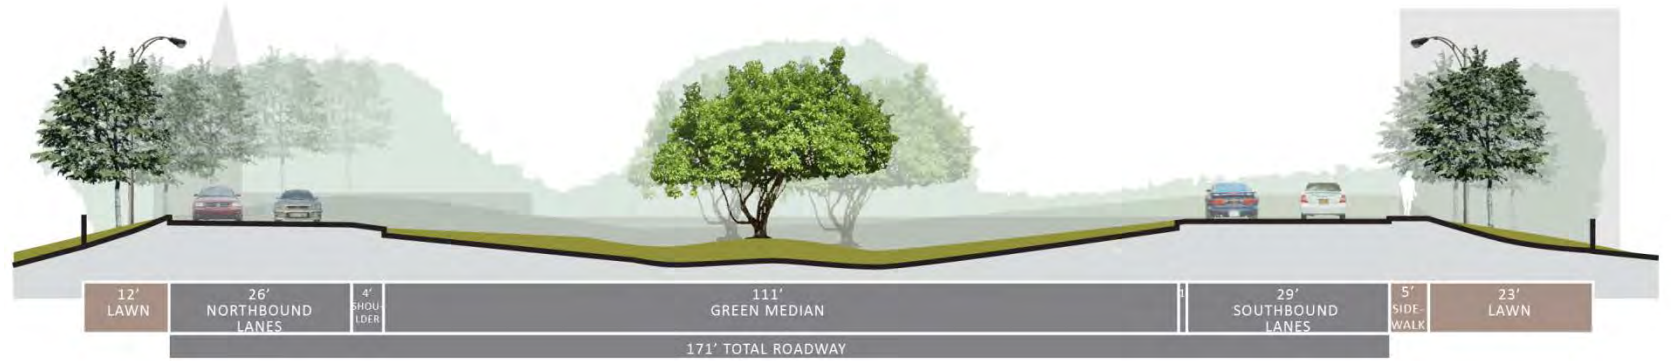 12’
LAWN
26’
NORTHBOUND
LANES
4’
SHOU-
LDER
111’
GREEN MEDIAN
1’
29’
SOUTHBOUND
LANES
5’
SIDE-
WALK
23’
LAWN
171’ TOTAL ROADWAY